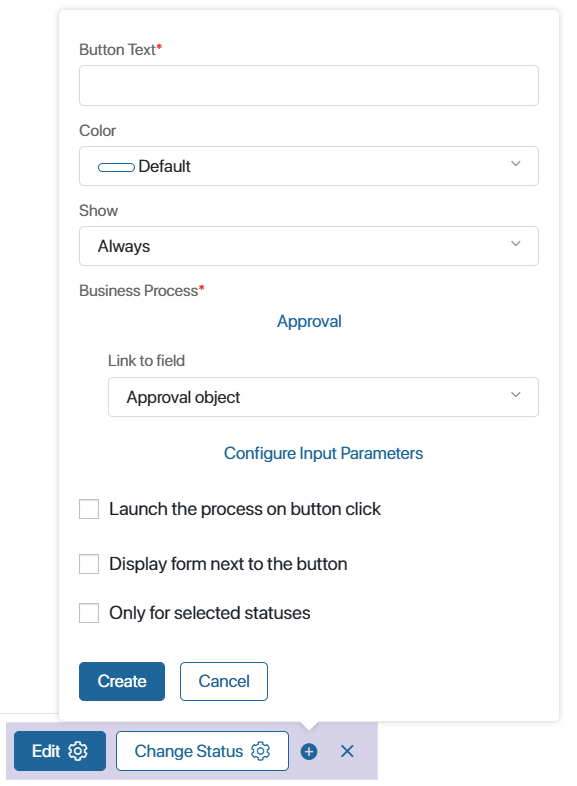 Button Text*
Color
Default
Show
Always
Business Process*
Approval
Link to field
Approval object
Configure Input Parameters
Launch the process on button click
Display form next to the button
Only for selected statuses
Create Cancel
Edit Change Status